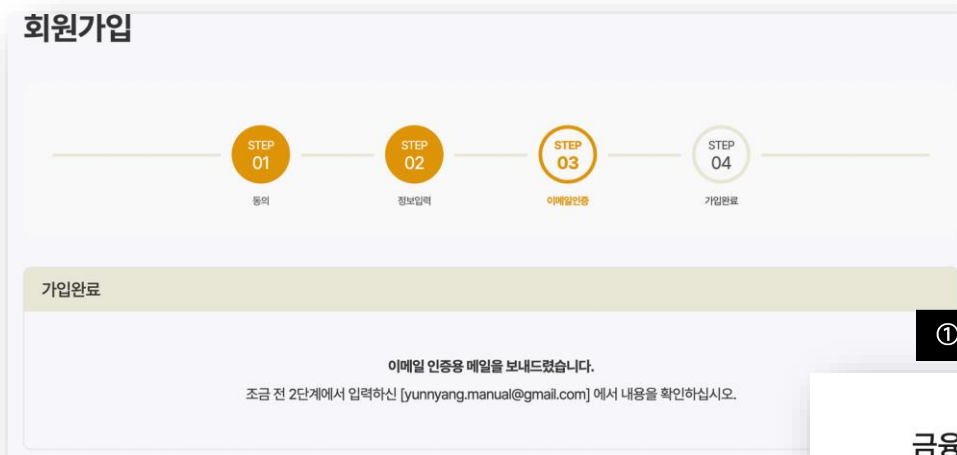 회원가입
STEP
01
STEP
02
STEP
03
STEP
04
동의
정보입력
이메일인증
가입완료
가입완료
①
이메일 인증용 메일을 보내드렸습니다.
조금 전 2단계에서 입력하신 [yunnyang.manual@gmail.com] 에서 내용을 확인하십시오.
금융